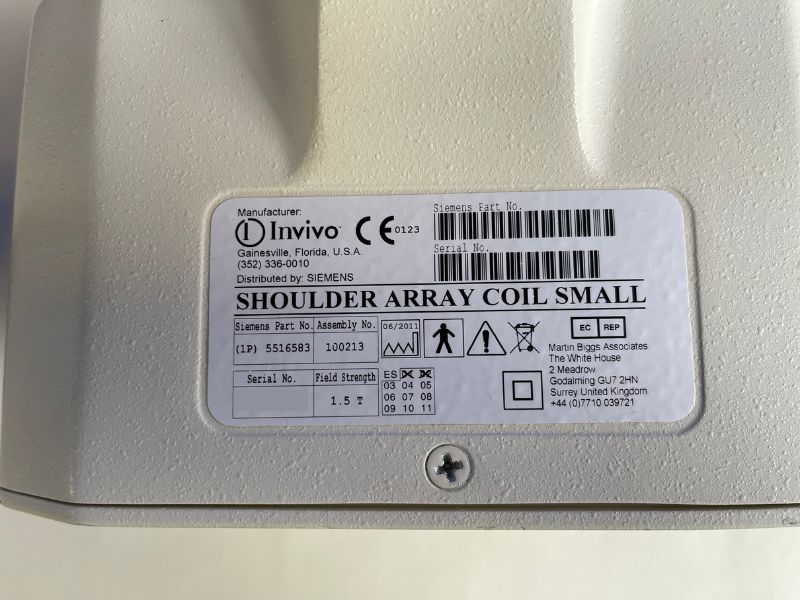 Manufacturer:
Invivo
CE 0123
Gainesville, Florida, U.S.A.
(352) 336-0010
Distributed by: SIEMENS
Siemens Part No.
Serial No.
SHOULDER ARRAY COIL SMALL
Siemens Part No. Assembly No.
(1P) 5516583 100213
Serial No. Field Strength
1.5 T
06/2011
ES
03 04 05
06 07 08
09 10 11
EC REP
Martin Biggs Associates
The White House
2 Meadrow
Godalming GU7 2HN
Surrey United Kingdom
+44 (0)7710 039721